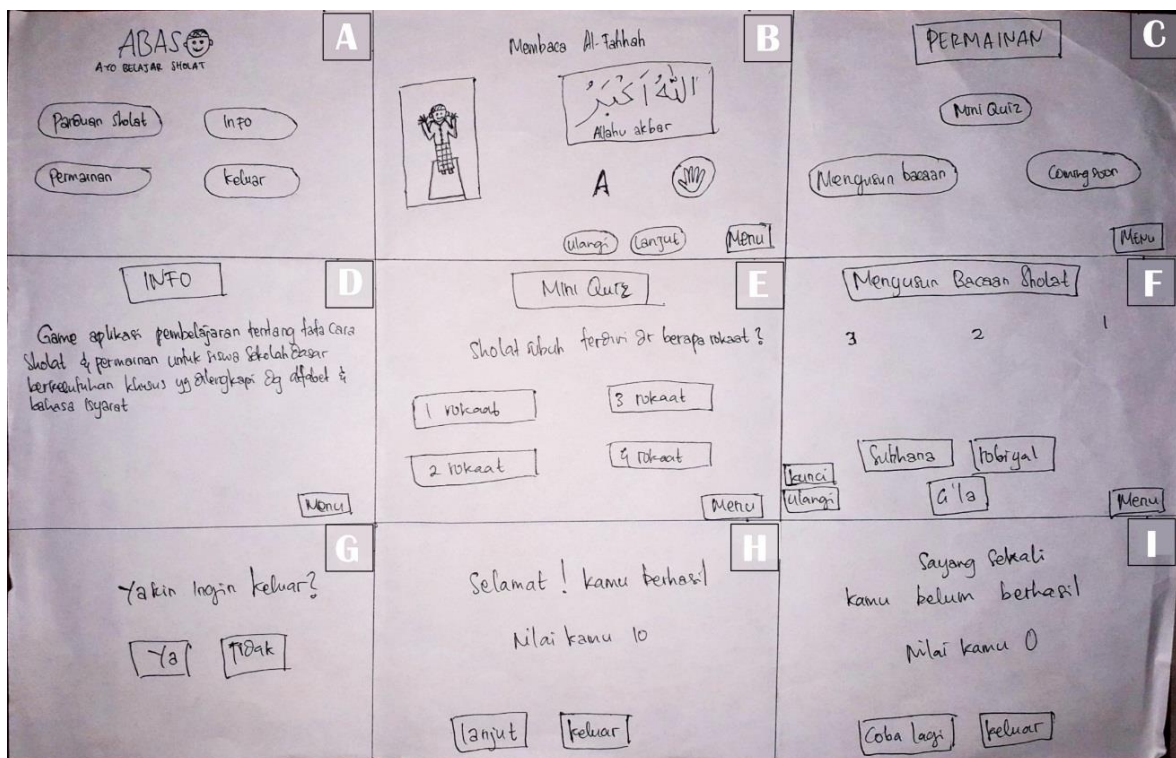 A
ABAS
AYO BELAJAR SHOLAT
Panduan Sholat
Info
Permainan
Keluar
B
Membaca Al-Fatihah
اللهُ أَكْبَرُ
Allahu akbar
A
ulangi
lanjut
Menu
C
PERMAINAN
Mini Quiz
Mengusun bacaan
Coming Soon
MENU
D
INFO
Game aplikasi pembelajaran tentang tata cara
sholat & permainan untuk siswa Sekolah Dasar
berkebutuhan khusus yg dilengkapi dg alfabet &
bahasa Isyarat
Menu
E
Mini Quiz
Sholat subuh terdiri dr berapa rokaat?
1 rokaat
3 rokaat
2 rokaat
4 rokaat
Menu
F
Mengusun Bacaan Sholat
3
2
1
Subhana
robiyal
a'la
kunci
ulangi
Menu
G
Yakin Ingin Keluar?
Ya
Tidak
H
Selamat! kamu berhasil
Nilai kamu 10
lanjut
keluar
I
Sayang Sekali
kamu belum berhasil
Nilai kamu 0
Coba lagi
keluar